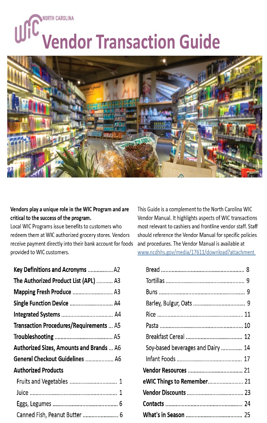 NORTH CAROLINA
WiC Vendor Transaction Guide
Vendors play a unique role in the WIC Program and are
critical to the success of the program.
Local WIC Programs issue benefits to customers who
redeem them at WIC authorized grocery stores. Vendors
receive payment directly into their bank account for foods
provided to WIC customers.
This Guide is a complement to the North Carolina WIC
Vendor Manual. It highlights aspects of WIC transactions
most relevant to cashiers and frontline vendor staff. Staff
should reference the Vendor Manual for specific policies
and procedures. The Vendor Manual is available at
www.ncdhhs.gov/media/17611/download?attachment
Key Definitions and Acronyms ............... A2
The Authorized Product List (APL) ......... A3
Mapping Fresh Produce ....................... A3
Single Function Device ........................ A4
Integrated Systems ............................. A4
Transaction Procedures/Requirements ... A5
Troubleshooting ................................. A5
Authorized Sizes, Amounts and Brands ... A6
General Checkout Guidelines ............... A6
Authorized Products
Fruits and Vegetables ......................... 1
Juice ................................................ 1
Eggs, Legumes ................................... 6
Canned Fish, Peanut Butter ................... 6
Bread ............................................... 8
Tortillas ............................................ 9
Buns ................................................ 9
Barley, Bulgur, Oats ............................ 9
Rice ................................................ 11
Pasta ............................................... 10
Breakfast Cereal ................................ 12
Soy-based beverages and Dairy ............ 14
Infant Foods ..................................... 17
Vendor Resources .............................. 21
eWIC Things to Remember .................. 21
Vendor Discounts ............................... 23
Contacts .......................................... 24
What's in Season ............................... 25